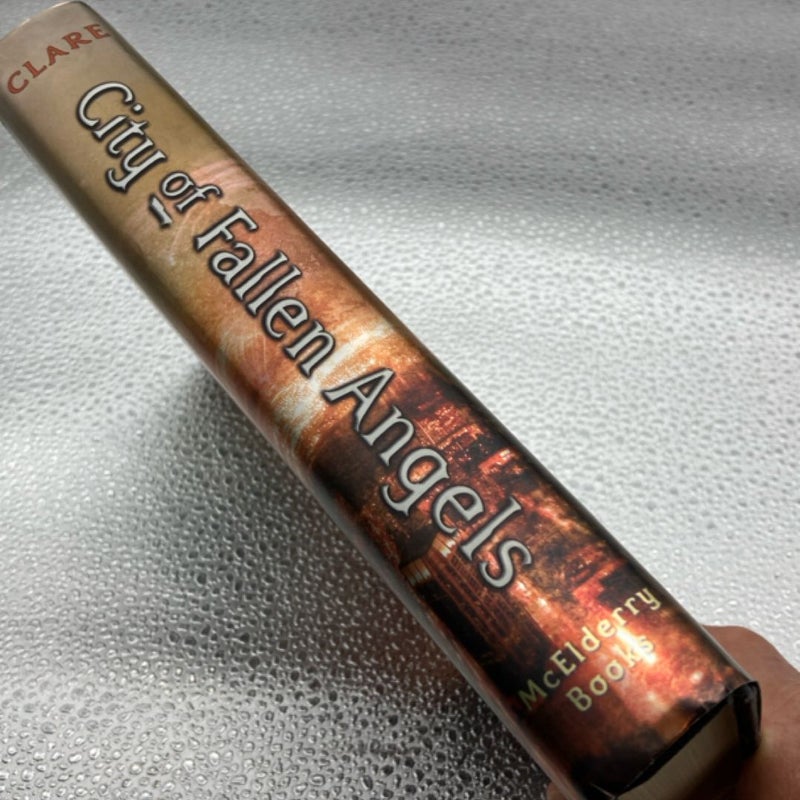 CLARE
City of Fallen Angels
McElderry
Books